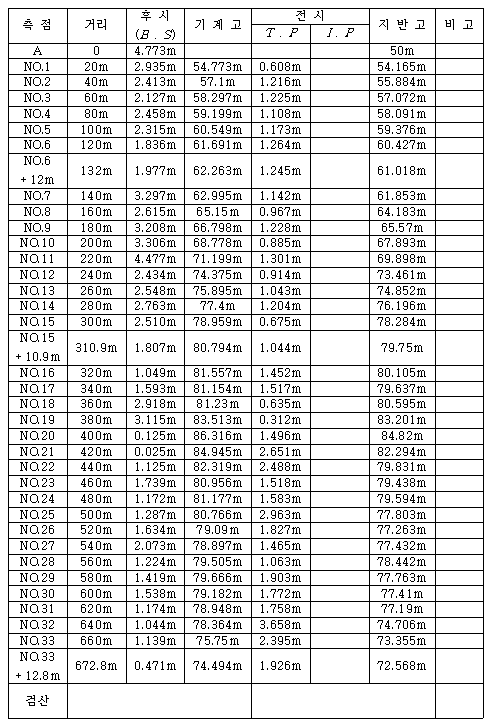 측 점 거리 후 시 (B . S) 기 계 고 전 시 지 반 고 비 고
T . P I . P
A 0 4.773m 50m
NO.1 20m 2.935m 54.773m 0.608m 54.165m
NO.2 40m 2.413m 57.1m 1.216m 55.884m
NO.3 60m 2.127m 58.297m 1.225m 57.072m
NO.4 80m 2.458m 59.199m 1.108m 58.091m
NO.5 100m 2.315m 60.549m 1.173m 59.376m
NO.6 120m 1.836m 61.691m 1.264m 60.427m
NO.6 + 12m 132m 1.977m 62.263m 1.245m 61.018m
NO.7 140m 3.297m 62.995m 1.142m 61.853m
NO.8 160m 2.615m 65.15m 0.967m 64.183m
NO.9 180m 3.208m 66.798m 1.228m 65.57m
NO.10 200m 3.306m 68.778m 0.885m 67.893m
NO.11 220m 4.477m 71.199m 1.301m 69.898m
NO.12 240m 2.434m 74.375m 0.914m 73.461m
NO.13 260m 2.548m 75.895m 1.043m 74.852m
NO.14 280m 2.763m 77.4m 1.204m 76.196m
NO.15 300m 2.510m 78.959m 0.675m 78.284m
NO.15 + 10.9m 310.9m 1.807m 80.794m 1.044m 79.75m
NO.16 320m 1.049m 81.557m 1.452m 80.105m
NO.17 340m 1.593m 81.154m 1.517m 79.637m
NO.18 360m 2.918m 81.23m 0.635m 80.595m
NO.19 380m 3.115m 83.513m 0.312m 83.201m
NO.20 400m 0.125m 86.316m 1.496m 84.82m
NO.21 420m 0.025m 84.945m 2.651m 82.294m
NO.22 440m 1.125m 82.319m 2.488m 79.831m
NO.23 460m 1.739m 80.956m 1.518m 79.438m
NO.24 480m 1.172m 81.177m 1.583m 79.594m
NO.25 500m 1.287m 80.766m 2.963m 77.803m
NO.26 520m 1.634m 79.09m 1.827m 77.263m
NO.27 540m 2.073m 78.897m 1.465m 77.432m
NO.28 560m 1.224m 79.505m 1.063m 78.442m
NO.29 580m 1.419m 79.666m 1.903m 77.763m
NO.30 600m 1.538m 79.182m 1.772m 77.41m
NO.31 620m 1.174m 78.948m 1.758m 77.19m
NO.32 640m 1.044m 78.364m 3.658m 74.706m
NO.33 660m 1.139m 75.75m 2.395m 73.355m
NO.33 + 12.8m 672.8m 0.471m 74.494m 1.926m 72.568m
검산